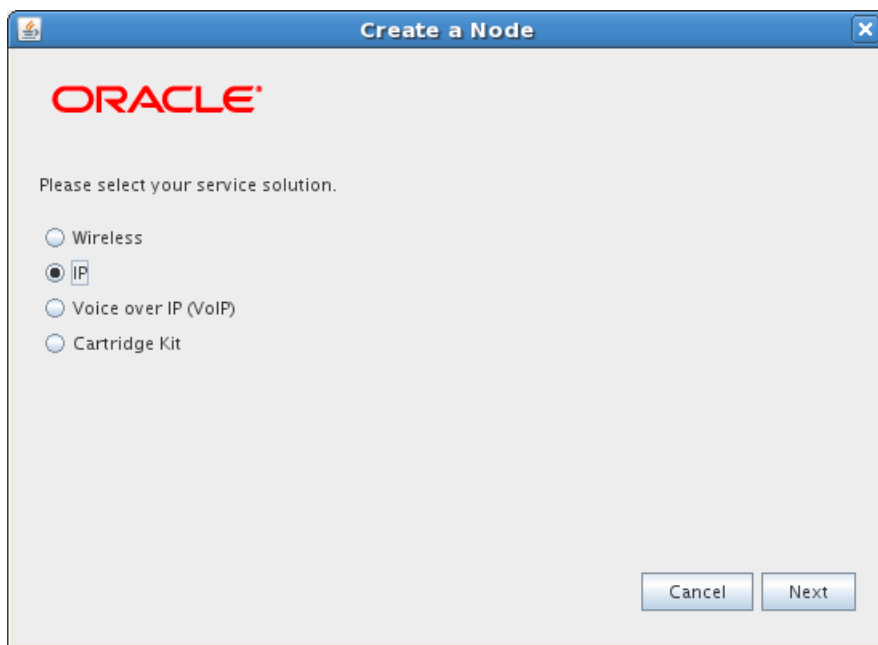 Create a Node
ORACLE®
Please select your service solution.
Wireless
IP
Voice over IP (VoIP)
Cartridge Kit
Cancel Next